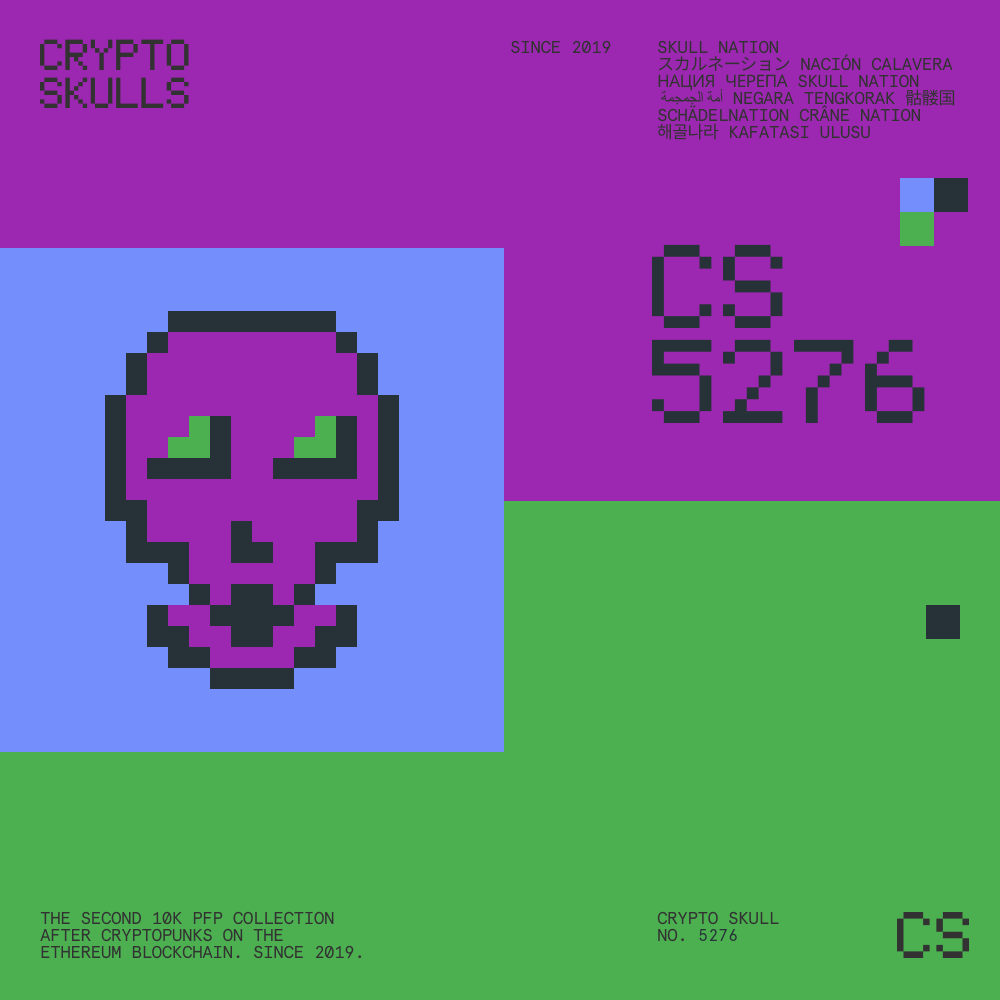 CRYPTO
SKULLS
SINCE 2019
SKULL NATION
スカルネーション NACIÓN CALAVERA
НАЦИЯ ЧЕРЕПА SKULL NATION
أمة الجمجمة NEGARA TENGKORAK 骷髅国
SCHÄDELNATION CRÂNE NATION
해골나라 KAFATASI ULUSU
CS
5276
THE SECOND 10K PFP COLLECTION
AFTER CRYPTOPUNKS ON THE
ETHEREUM BLOCKCHAIN. SINCE 2019.
CRYPTO SKULL
NO. 5276
CS